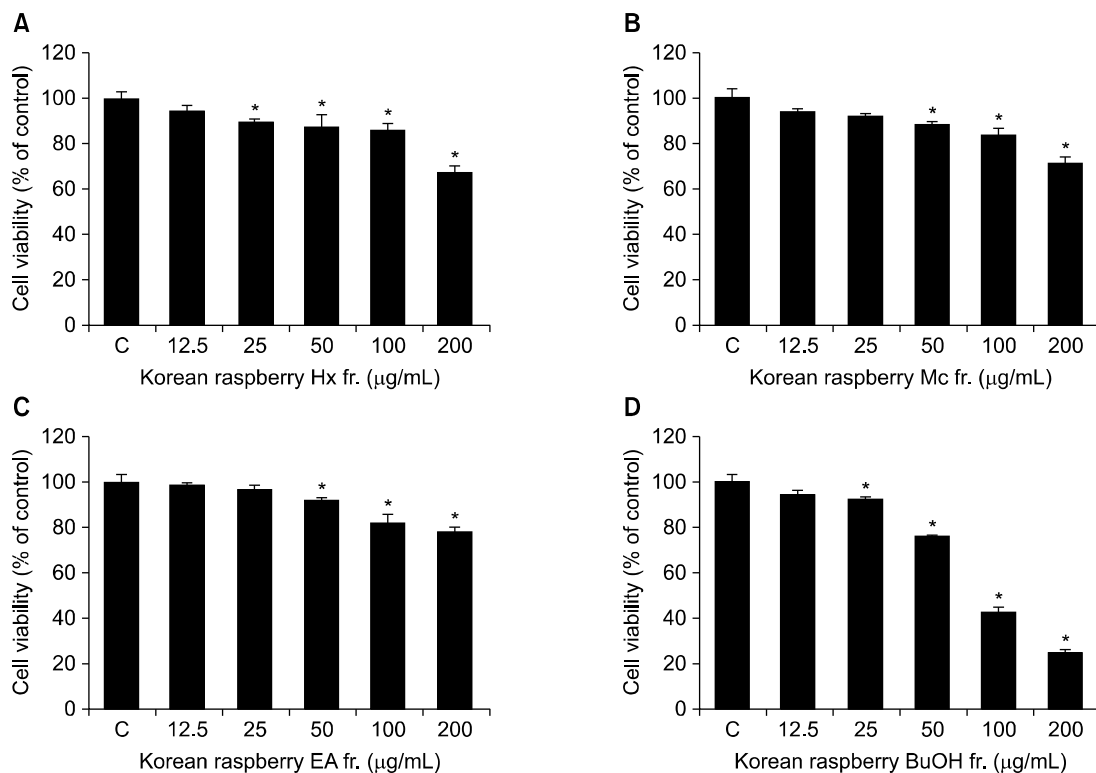 A
Cell viability (% of control)
120
100
80
60
40
20
0
* * * *
C 12.5 25 50 100 200
Korean raspberry Hx fr. (μg/mL)
B
Cell viability (% of control)
120
100
80
60
40
20
0
* * *
C 12.5 25 50 100 200
Korean raspberry Mc fr. (μg/mL)
C
Cell viability (% of control)
120
100
80
60
40
20
0
* * *
C 12.5 25 50 100 200
Korean raspberry EA fr. (μg/mL)
D
Cell viability (% of control)
120
100
80
60
40
20
0
* * * *
C 12.5 25 50 100 200
Korean raspberry BuOH fr. (μg/mL)